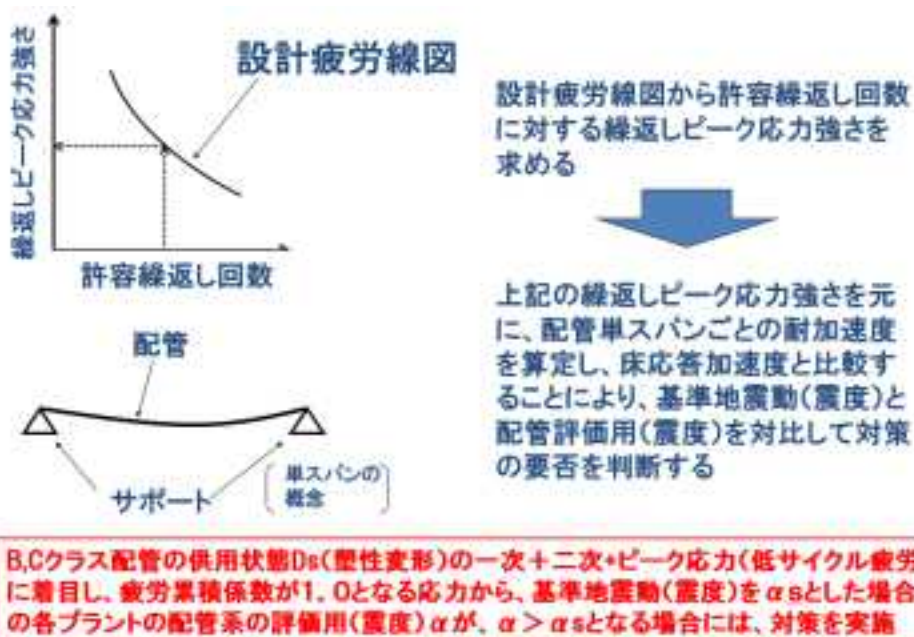 繰返しピーク応力強さ
設計疲労線図
許容繰返し回数
設計疲労線図から許容繰返し回数
に対する繰返しピーク応力強さを
求める
配管
サポート
単スパンの
概念
上記の繰返しピーク応力強さを元
に、配管単スパンごとの耐加速度
を算定し、床応答加速度と比較す
ることにより、基準地震動(震度)と
配管評価用(震度)を対比して対策
の要否を判断する
B,Cクラス配管の供用状態Ds(塑性変形)の一次+二次+ピーク応力(低サイクル疲労
に着目し、疲労累積係数が1.0となる応力から、基準地震動(震度)をαsとした場合
の各プラントの配管系の評価用(震度)αが、α>αsとなる場合には、対策を実施